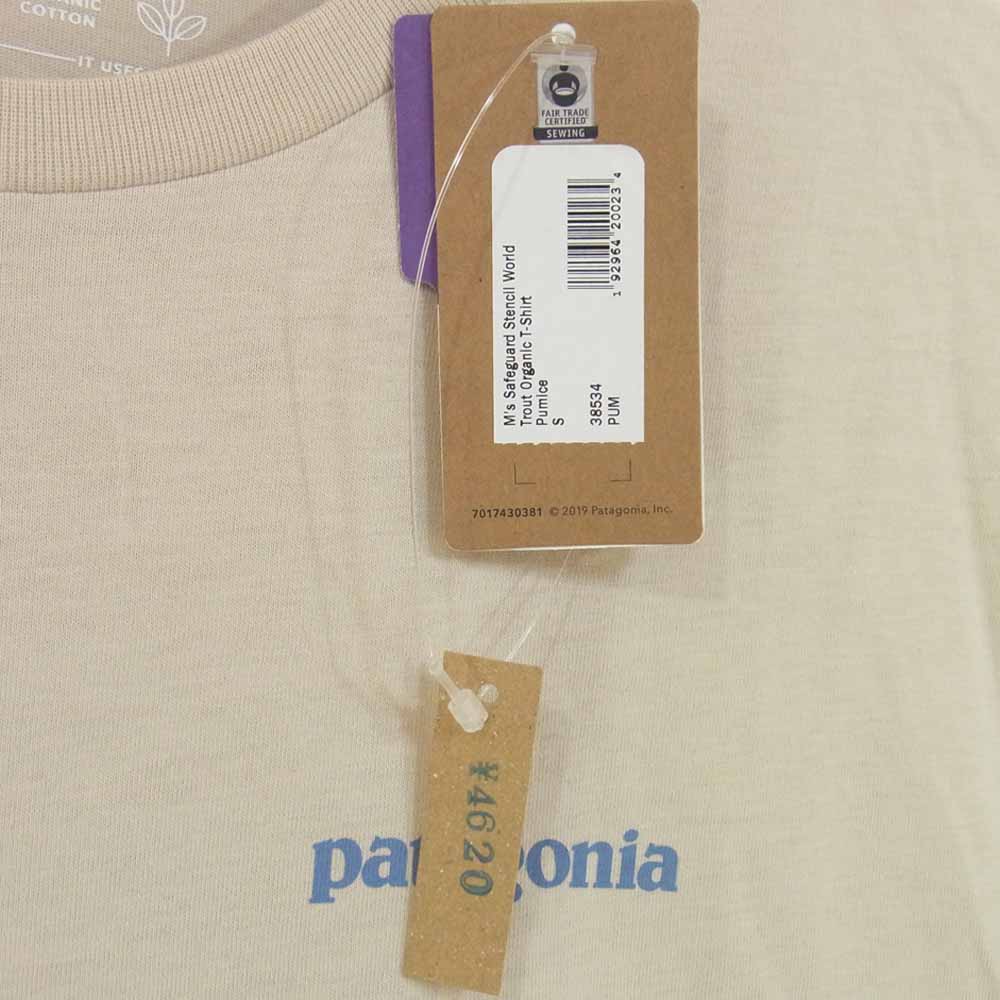 COTTON
IT USES
FAIR TRADE
CERTIFIED
SEWING
M's Safeguard Stencil World
Trout Organic T-Shirt
Pumice
S
38534
PUM
1 92964 20023 4
7017430381 © 2019 Patagonia, Inc.
¥4620
patagonia